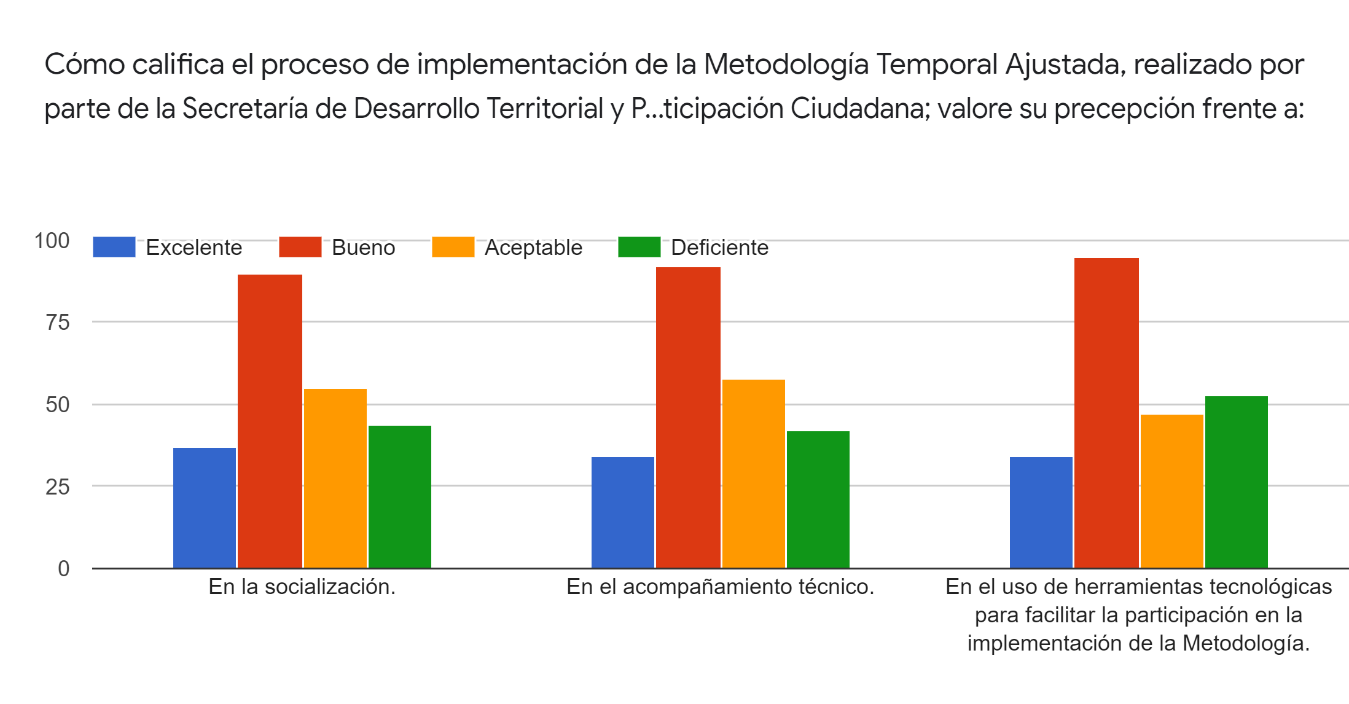 Cómo califica el proceso de implementación de la Metodología Temporal Ajustada, realizado por
parte de la Secretaría de Desarrollo Territorial y P...ticipación Ciudadana; valore su precepción frente a:
100
Excelente
Bueno
Aceptable
Deficiente
75
50
25
0
En la socialización.
En el acompañamiento técnico.
En el uso de herramientas tecnológicas
para facilitar la participación en la
implementación de la Metodología.